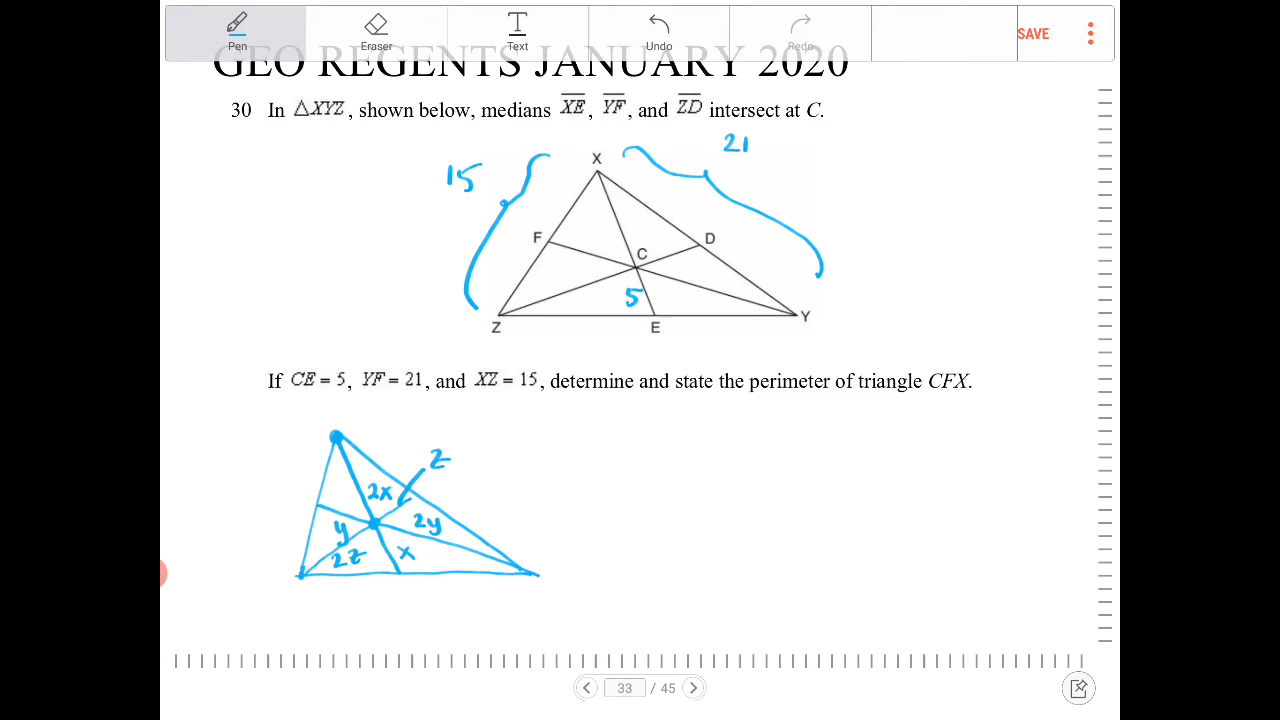 Pen Eraser Text Undo Redo SAVE
GEO REGENTS JANUARY 2020
30 In △XYZ, shown below, medians XE, YF, and ZD intersect at C.
21
15
X
F
D
C
5
Z
E
Y
If CE = 5, YF = 21, and XZ = 15, determine and state the perimeter of triangle CFX.
z
2x
2y
y
x
2z
33 / 45